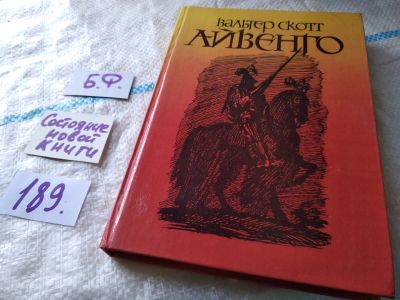 Вальтер Скотт
АЙВЕНГО
Б.Ф.
Состояние
новой
книги
189.